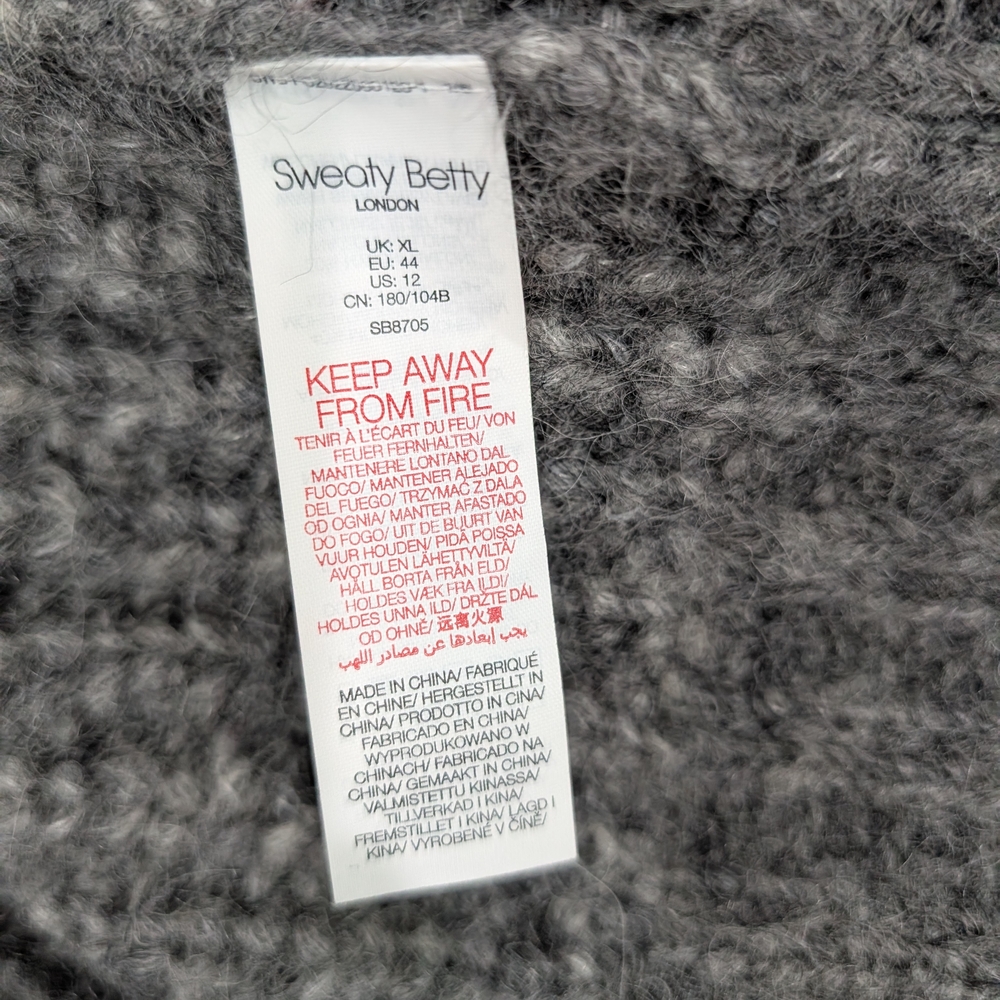 Sweaty Betty
LONDON
UK: XL
EU: 44
US: 12
CN: 180/104B
SB8705
KEEP AWAY
FROM FIRE
TENIR À L'ÉCART DU FEU/ VON
FEUER FERNHALTEN/
MANTENERE LONTANO DAL
FUOCO/ MANTENER ALEJADO
DEL FUEGO/ TRZYMAĆ Z DALA
OD OGNIA/ MANTER AFASTADO
DO FOGO/ UIT DE BUURT VAN
VUUR HOUDEN/ PIDÄ POISSA
AVOTULEN LÄHETTYVILTÄ/
HÅLL BORTA FRÅN ELD/
HOLDES VÆK FRA ILD!/
HOLDES UNNA ILD/ DRŽTE DÁL
OD OHNĚ/ 远离火源
يجب إبعادها عن مصادر اللهب
MADE IN CHINA/ FABRIQUÉ
EN CHINE/ HERGESTELLT IN
CHINA/ PRODOTTO IN CINA/
FABRICADO EN CHINA/
WYPRODUKOWANO W
CHINACH/ FABRICADO NA
CHINA/ GEMAAKT IN CHINA/
VALMISTETTU KIINASSA/
TILLVERKAD I KINA/
FREMSTILLET I KINA/ LAGD I
KINA/ VYROBENÉ V ČÍNĚ/